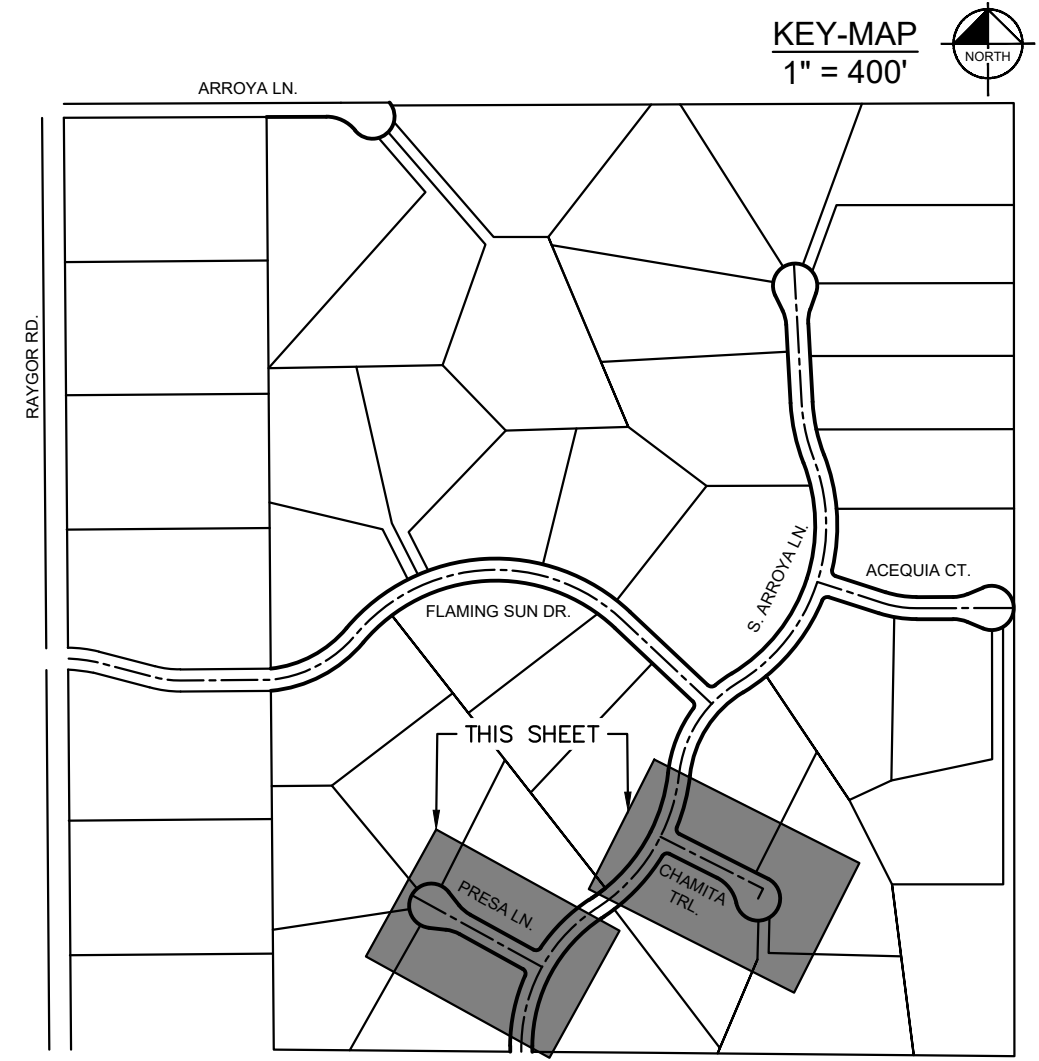 KEY-MAP
1" = 400'
NORTH
ARROYA LN.
RAYGOR RD.
S. ARROYA LN.
ACEQUIA CT.
FLAMING SUN DR.
THIS SHEET
PRESA LN.
CHAMITA
TRL.